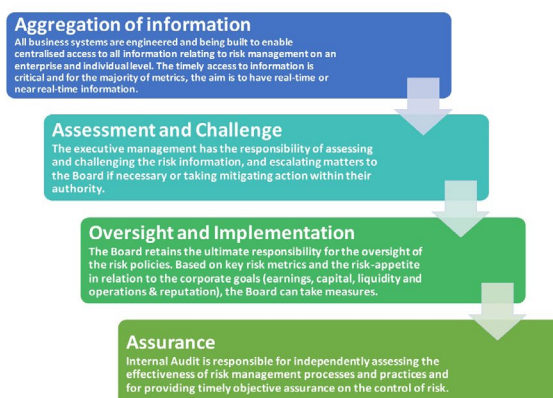 Aggregation of information
All business systems are engineered and being built to enable
centralised access to all information relating to risk management on an
enterprise and individual level. The timely access to information is
critical and for the majority of metrics, the aim is to have real-time or
near real-time information.
Assessment and Challenge
The executive management has the responsibility of assessing
and challenging the risk information, and escalating matters to
the Board if necessary or taking mitigating action within their
authority.
Oversight and Implementation
The Board retains the ultimate responsibility for the oversight of
the risk policies. Based on key risk metrics and the risk-appetite
in relation to the corporate goals (earnings, capital, liquidity and
operations & reputation), the Board can take measures.
Assurance
Internal Audit is responsible for independently assessing the
effectiveness of risk management processes and practices and
for providing timely objective assurance on the control of risk.